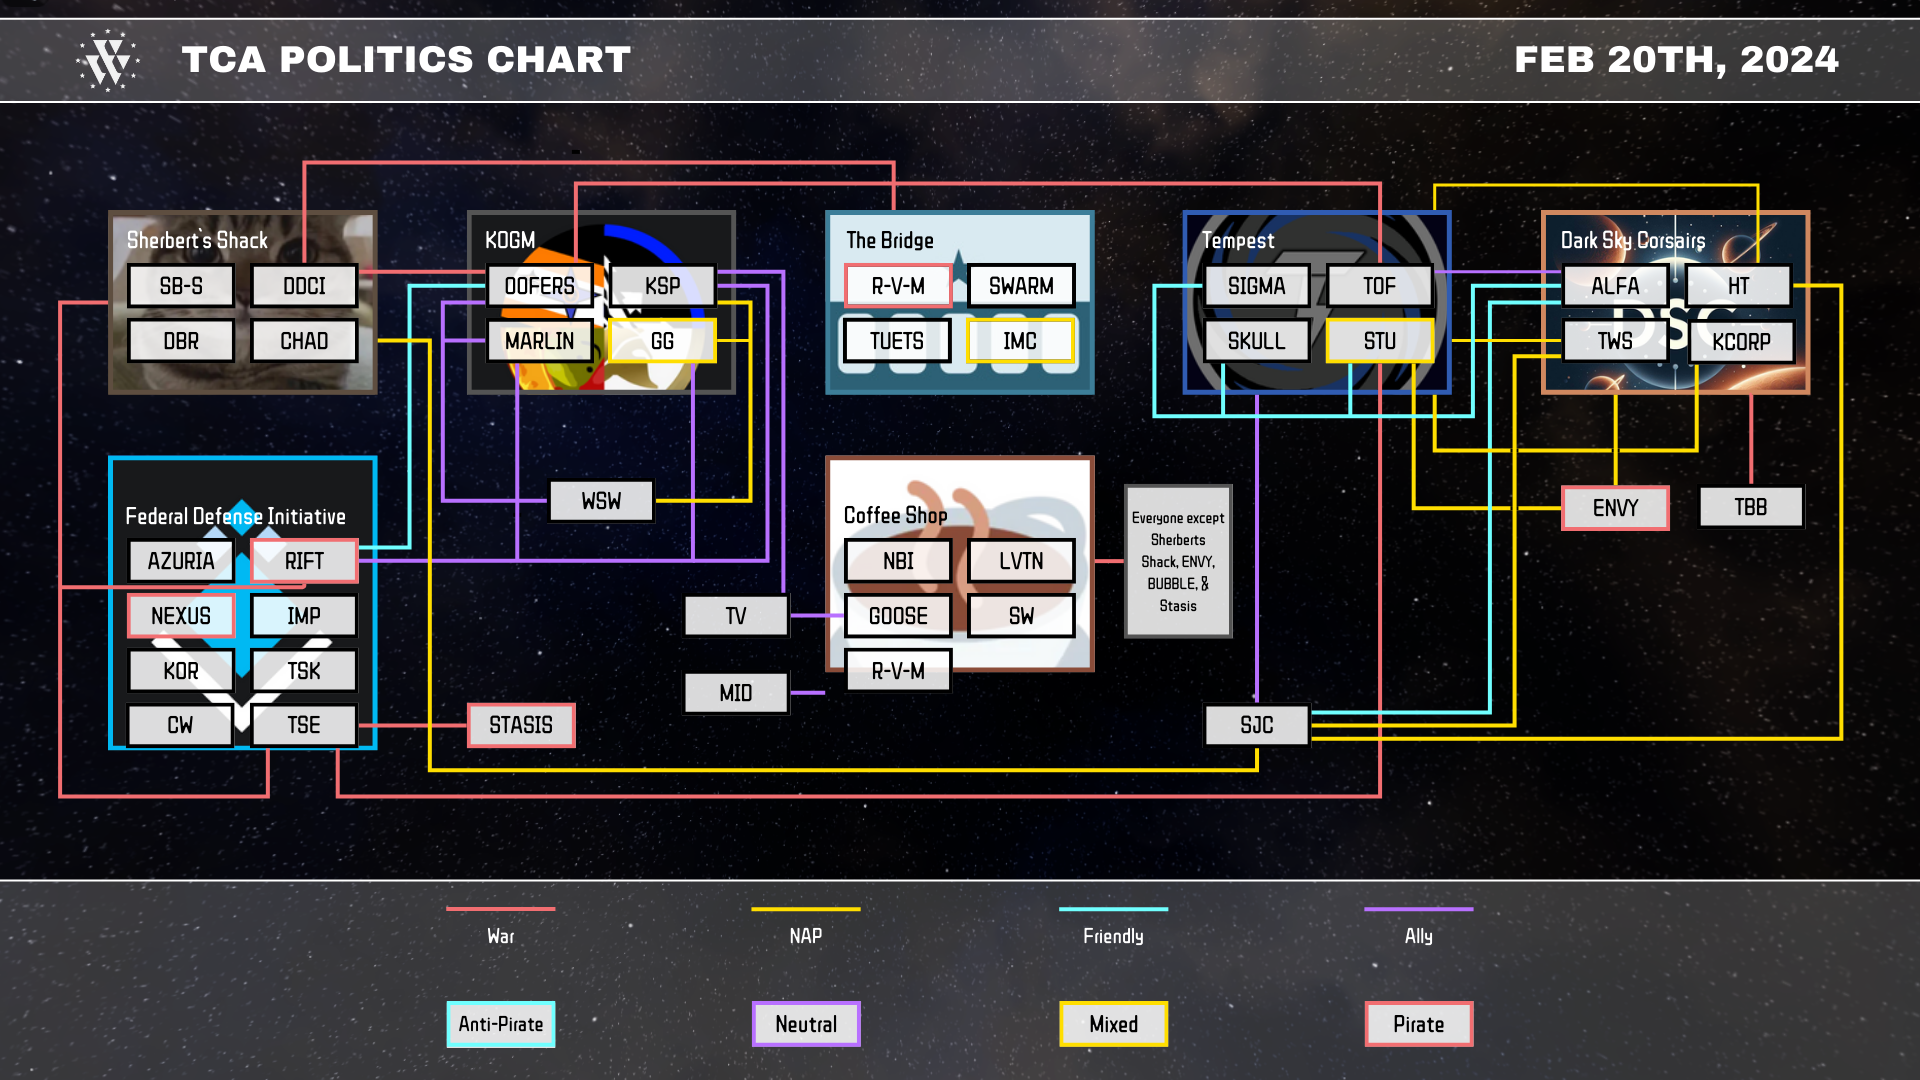 TCA POLITICS CHART
FEB 20TH, 2024
Sherbert`s Shack
SB-S
DDCI
DBR
CHAD
KOGM
OOFERS
KSP
MARLIN
GG
The Bridge
R-V-M
SWARM
TUETS
IMC
Tempest
SIGMA
TOF
SKULL
STU
Dark Sky Corsairs
DSC
ALFA
HT
TWS
KCORP
Federal Defense Initiative
AZURIA
RIFT
NEXUS
IMP
KOR
TSK
CW
TSE
WSW
STASIS
TV
MID
Coffee Shop
NBI
LVTN
GOOSE
SW
R-V-M
Everyone except
Sherberts
Shack, ENVY,
BUBBLE, &
Stasis
SJC
ENVY
TBB
War
NAP
Friendly
Ally
Anti-Pirate
Neutral
Mixed
Pirate